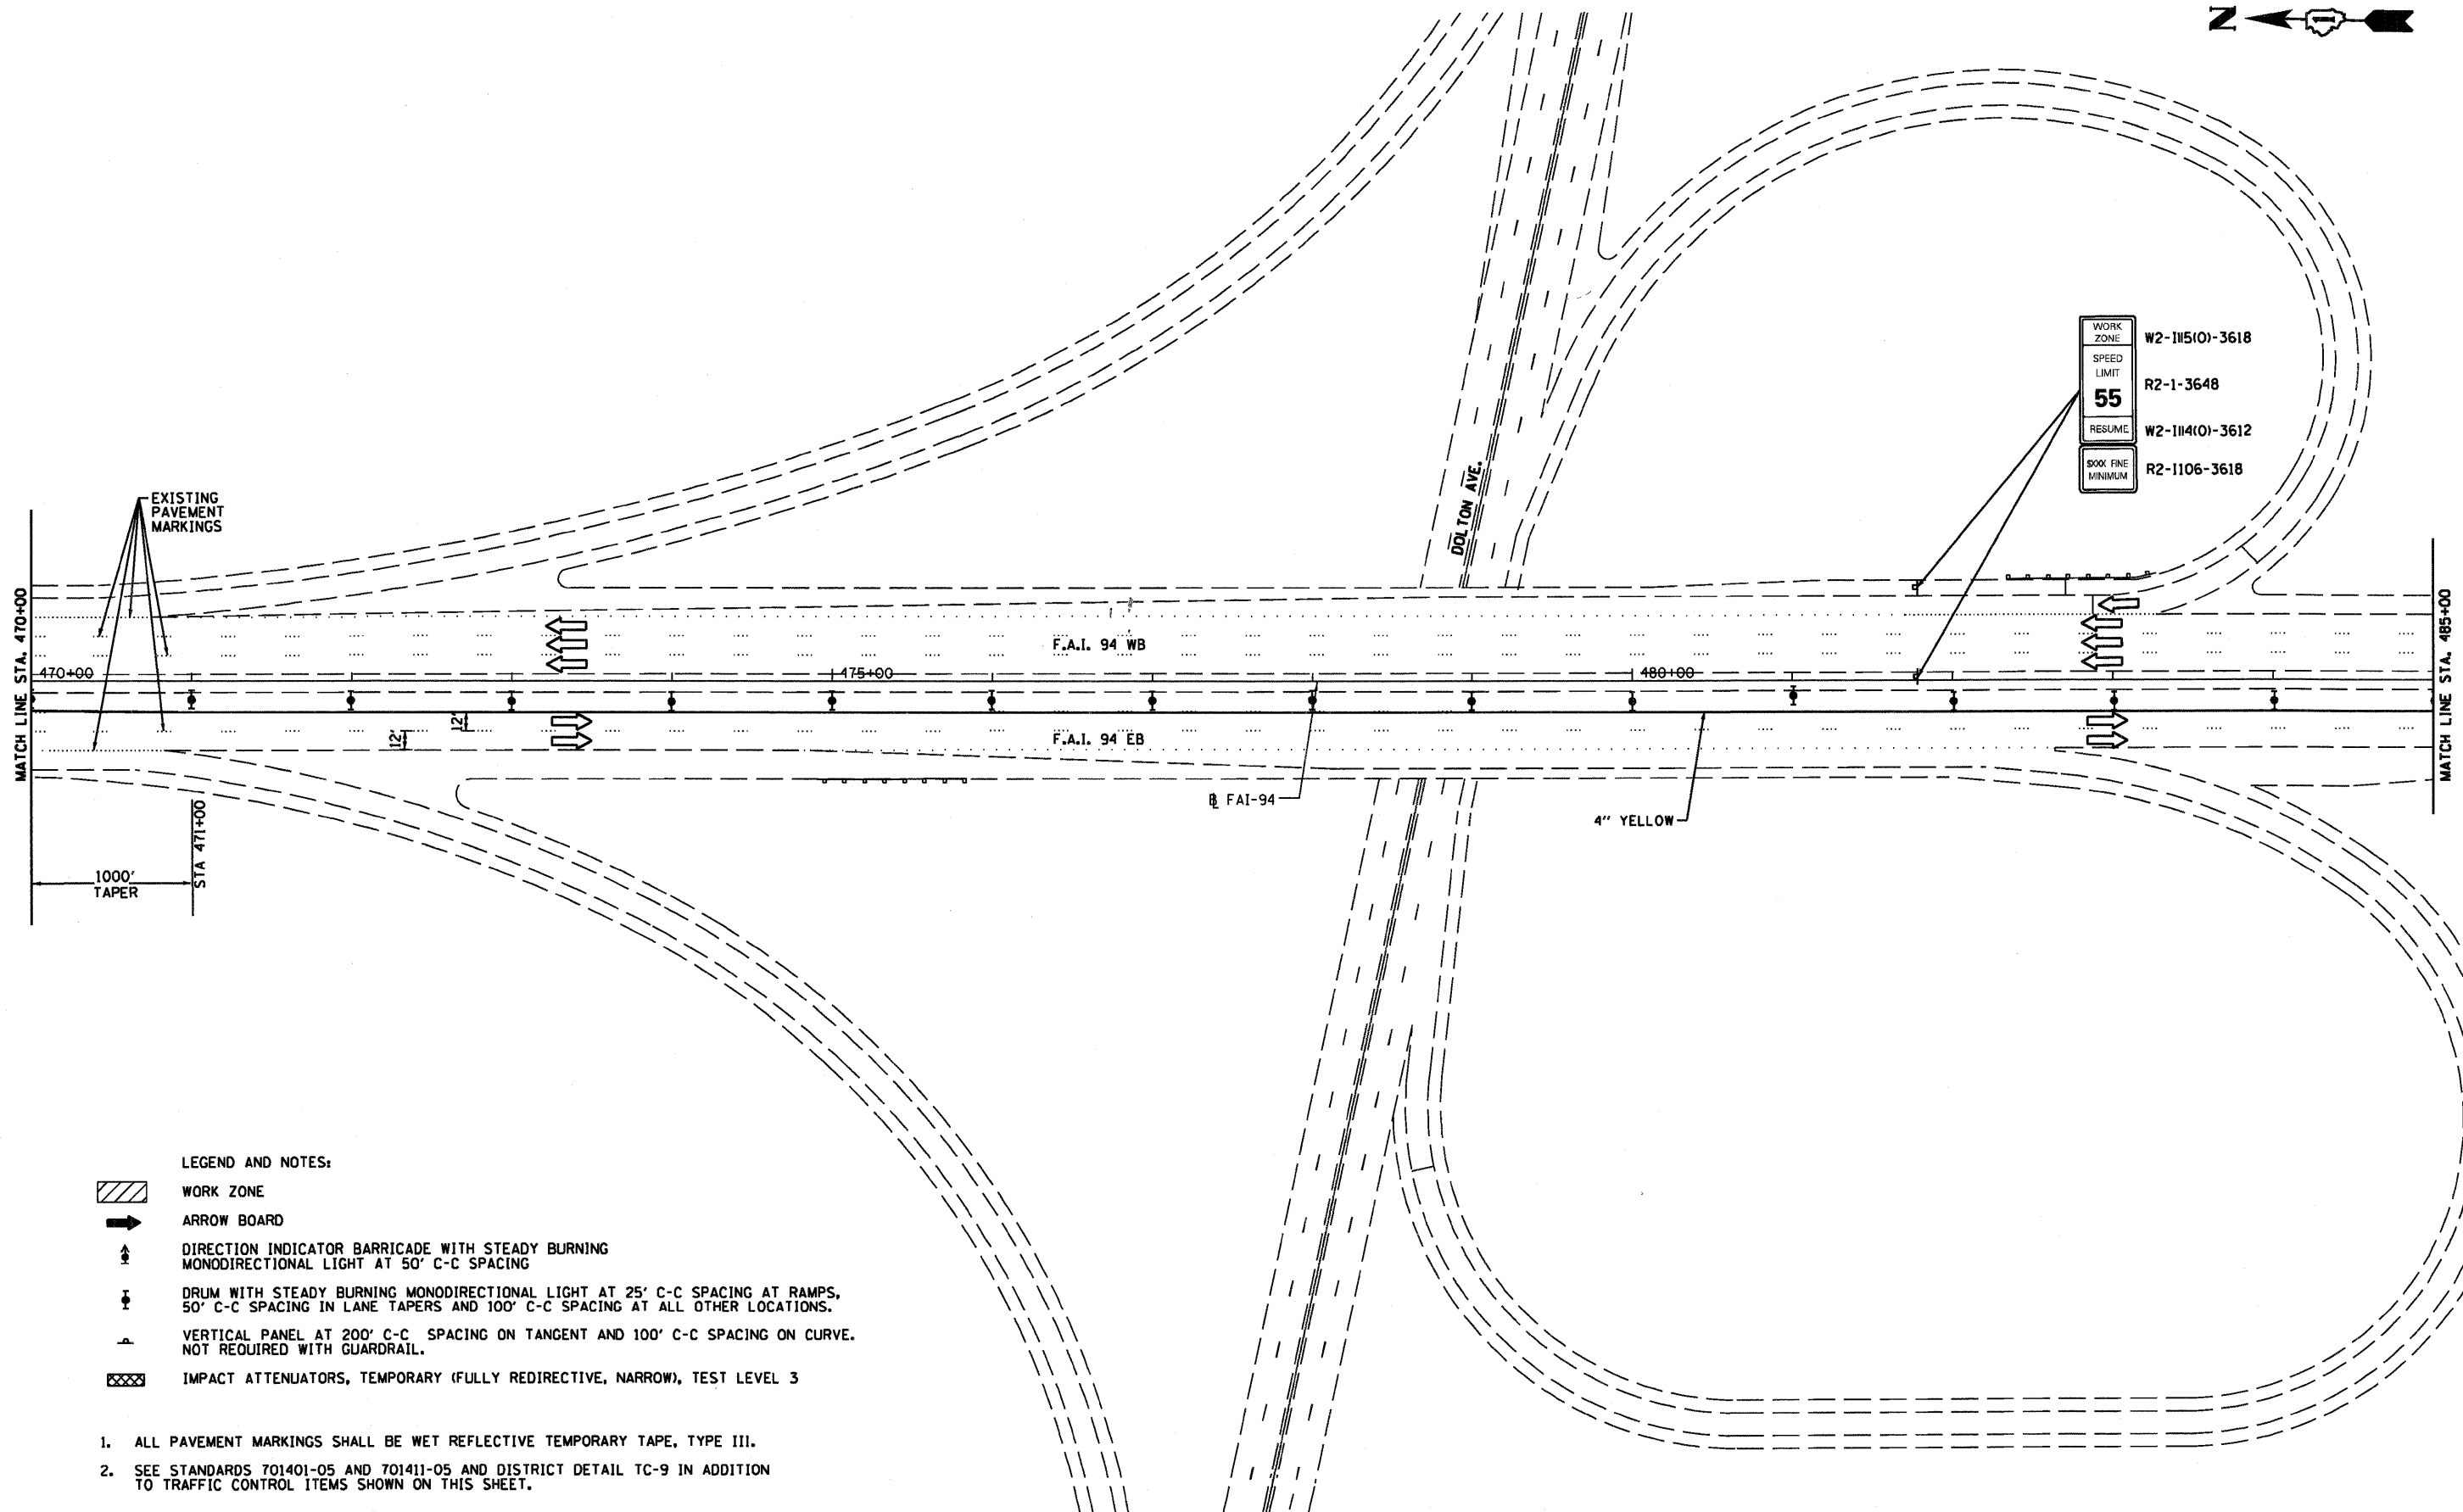 N
WORK
ZONE
W2-I115(O)-3618
SPEED
LIMIT
55
R2-1-3648
RESUME
W2-I114(O)-3612
$XXX FINE
MINIMUM
R2-I106-3618
DOLTON AVE.
EXISTING
PAVEMENT
MARKINGS
MATCH LINE STA. 470+00
MATCH LINE STA. 485+00
F.A.I. 94 WB
470+00
475+00
480+00
12'
12'
F.A.I. 94 EB
B FAI-94
4" YELLOW
STA 471+00
1000'
TAPER
LEGEND AND NOTES:
WORK ZONE
ARROW BOARD
DIRECTION INDICATOR BARRICADE WITH STEADY BURNING
MONODIRECTIONAL LIGHT AT 50' C-C SPACING
DRUM WITH STEADY BURNING MONODIRECTIONAL LIGHT AT 25' C-C SPACING AT RAMPS,
50' C-C SPACING IN LANE TAPERS AND 100' C-C SPACING AT ALL OTHER LOCATIONS.
VERTICAL PANEL AT 200' C-C SPACING ON TANGENT AND 100' C-C SPACING ON CURVE.
NOT REQUIRED WITH GUARDRAIL.
IMPACT ATTENUATORS, TEMPORARY (FULLY REDIRECTIVE, NARROW), TEST LEVEL 3
1. ALL PAVEMENT MARKINGS SHALL BE WET REFLECTIVE TEMPORARY TAPE, TYPE III.
2. SEE STANDARDS 701401-05 AND 701411-05 AND DISTRICT DETAIL TC-9 IN ADDITION
TO TRAFFIC CONTROL ITEMS SHOWN ON THIS SHEET.